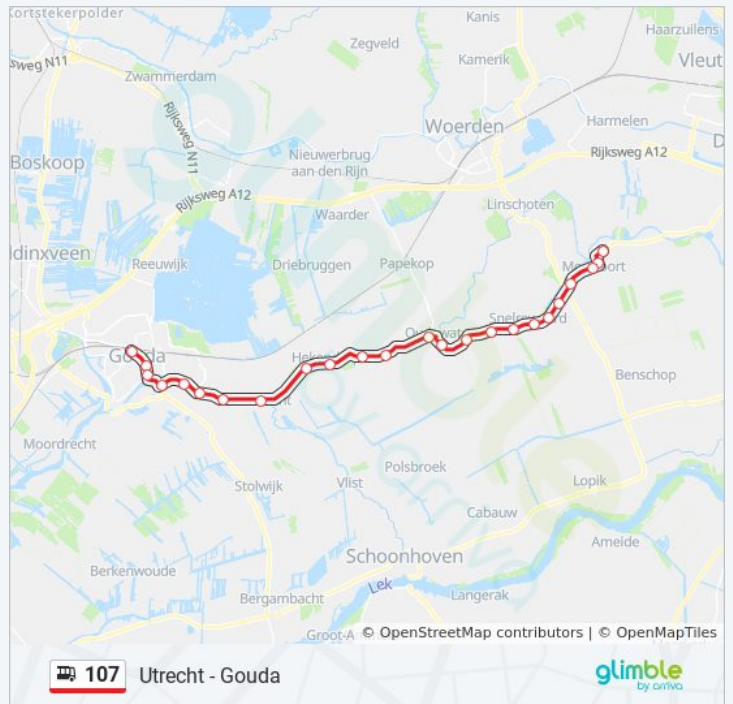 Kortstekerpolder
Kanis
Haarzuilens
Zegveld
Vleut
sweg N11
Kamerik
Zwammerdam
Rijksweg N11
Woerden
Harmelen
Boskoop
Nieuwerbrug
aan den Rijn
Rijksweg A12
D
Rijksweg A12
Linschoten
Waarder
ldinxveen
Reeuwijk
Driebruggen
Papekop
Gouda
Benschop
Moordrecht
Polsbroek
Stolwijk
Vlist
Lopik
Cabauw
Ameide
Schoonhoven
Berkenwoude
Lek
Langerak
Bergambacht
Groot-A
© OpenStreetMap contributors | © OpenMapTiles
107 Utrecht - Gouda
glimble
by arriva